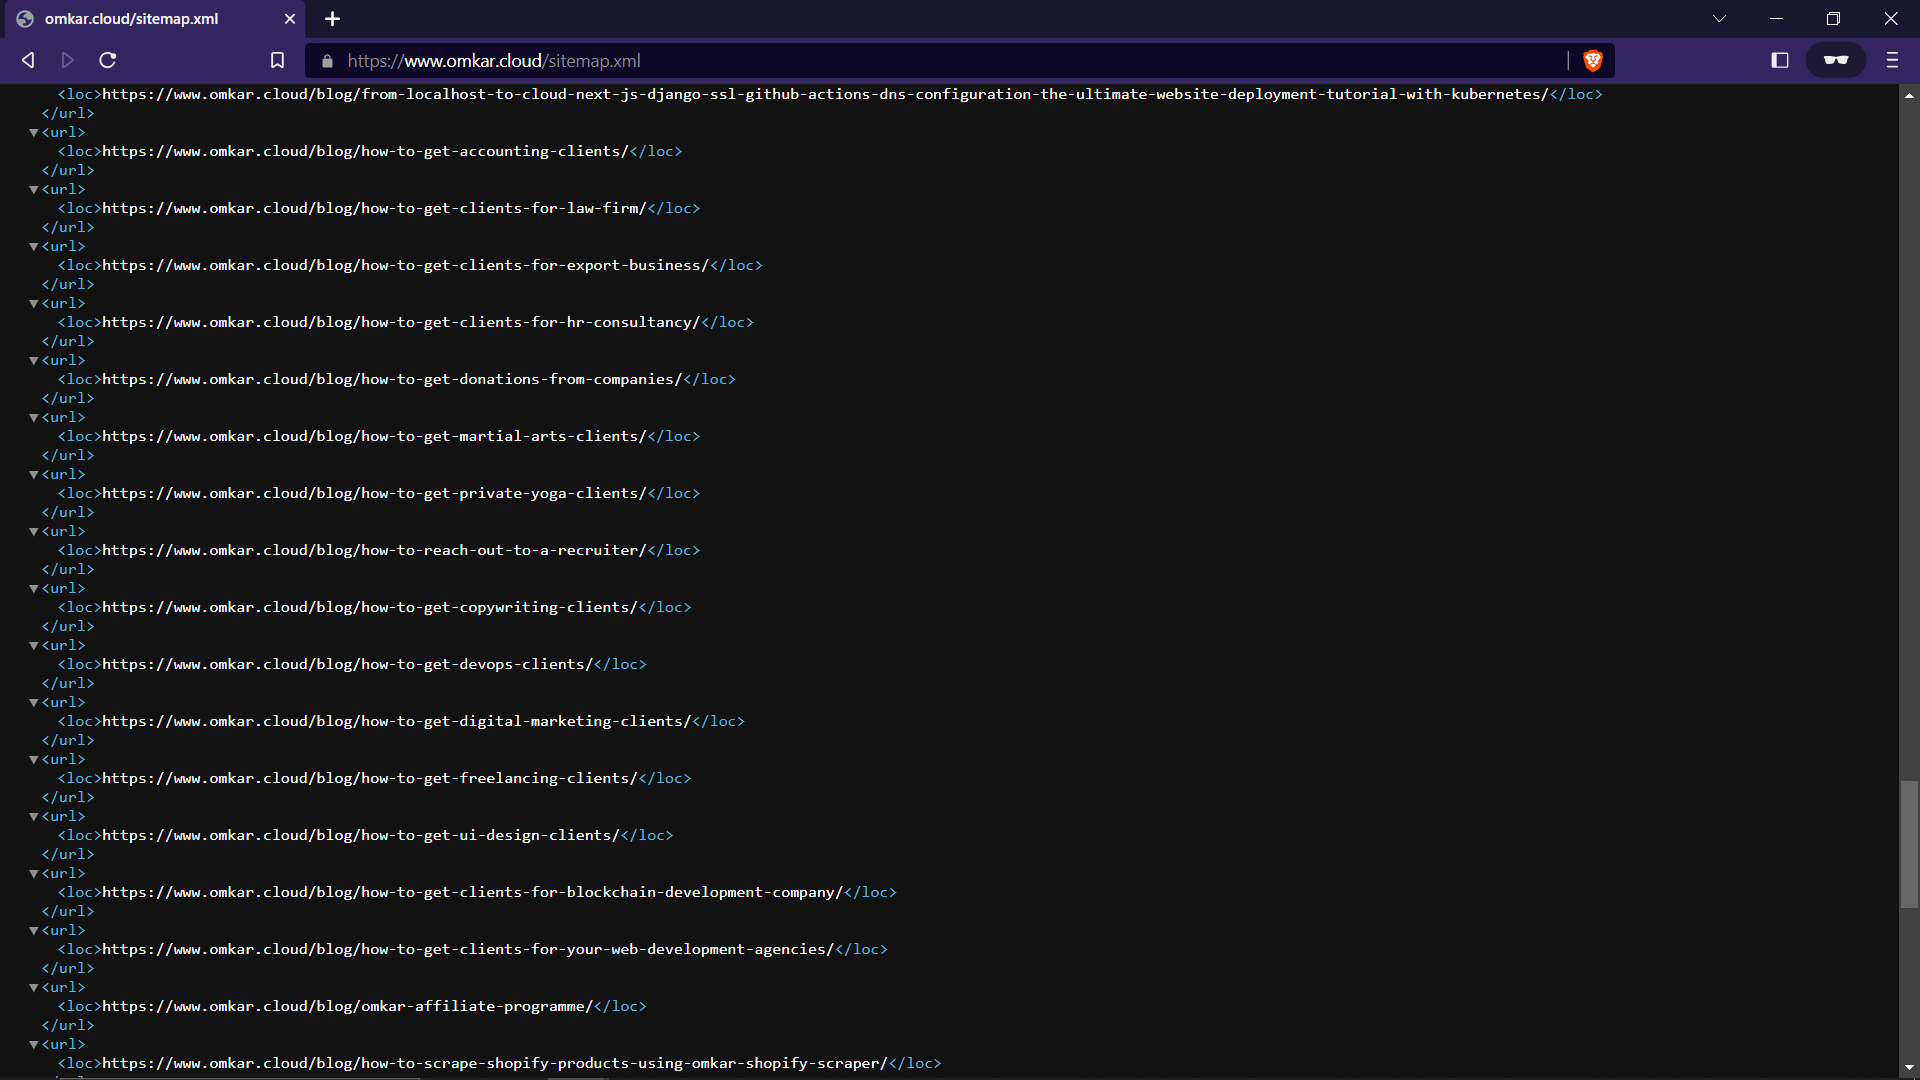 omkar.cloud/sitemap.xml
https://www.omkar.cloud/sitemap.xml
<loc>https://www.omkar.cloud/blog/from-localhost-to-cloud-next-js-django-ssl-github-actions-dns-configuration-the-ultimate-website-deployment-tutorial-with-kubernetes/</loc>
</url>
▼<url>
<loc>https://www.omkar.cloud/blog/how-to-get-accounting-clients/</loc>
</url>
▼<url>
<loc>https://www.omkar.cloud/blog/how-to-get-clients-for-law-firm/</loc>
</url>
▼<url>
<loc>https://www.omkar.cloud/blog/how-to-get-clients-for-export-business/</loc>
</url>
▼<url>
<loc>https://www.omkar.cloud/blog/how-to-get-clients-for-hr-consultancy/</loc>
</url>
▼<url>
<loc>https://www.omkar.cloud/blog/how-to-get-donations-from-companies/</loc>
</url>
▼<url>
<loc>https://www.omkar.cloud/blog/how-to-get-martial-arts-clients/</loc>
</url>
▼<url>
<loc>https://www.omkar.cloud/blog/how-to-get-private-yoga-clients/</loc>
</url>
▼<url>
<loc>https://www.omkar.cloud/blog/how-to-reach-out-to-a-recruiter/</loc>
</url>
▼<url>
<loc>https://www.omkar.cloud/blog/how-to-get-copywriting-clients/</loc>
</url>
▼<url>
<loc>https://www.omkar.cloud/blog/how-to-get-devops-clients/</loc>
</url>
▼<url>
<loc>https://www.omkar.cloud/blog/how-to-get-digital-marketing-clients/</loc>
</url>
▼<url>
<loc>https://www.omkar.cloud/blog/how-to-get-freelancing-clients/</loc>
</url>
▼<url>
<loc>https://www.omkar.cloud/blog/how-to-get-ui-design-clients/</loc>
</url>
▼<url>
<loc>https://www.omkar.cloud/blog/how-to-get-clients-for-blockchain-development-company/</loc>
</url>
▼<url>
<loc>https://www.omkar.cloud/blog/how-to-get-clients-for-your-web-development-agencies/</loc>
</url>
▼<url>
<loc>https://www.omkar.cloud/blog/omkar-affiliate-programme/</loc>
</url>
▼<url>
<loc>https://www.omkar.cloud/blog/how-to-scrape-shopify-products-using-omkar-shopify-scraper/</loc>